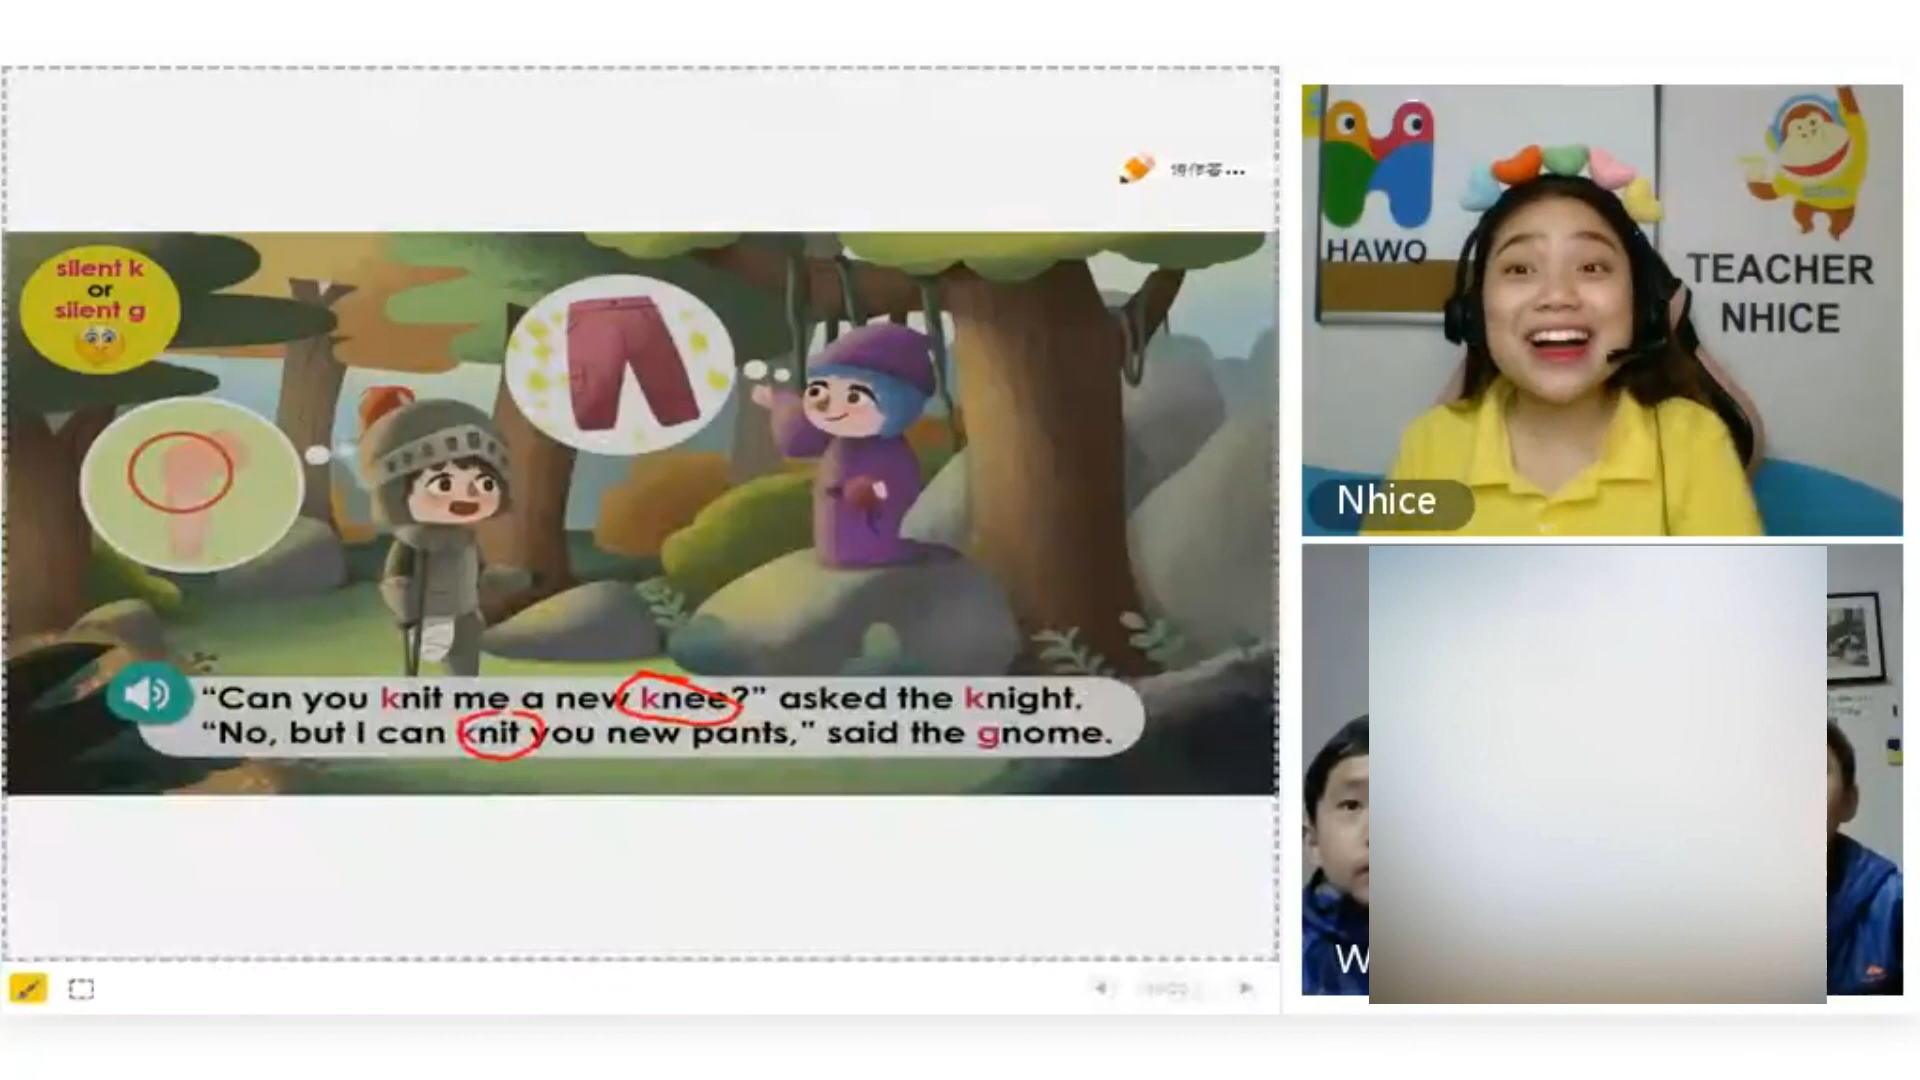 silent k
or
silent g
“Can you knit me a new knee?” asked the knight.
“No, but I can knit you new pants,” said the gnome.
HAWO
TEACHER
NHICE
Nhice
W